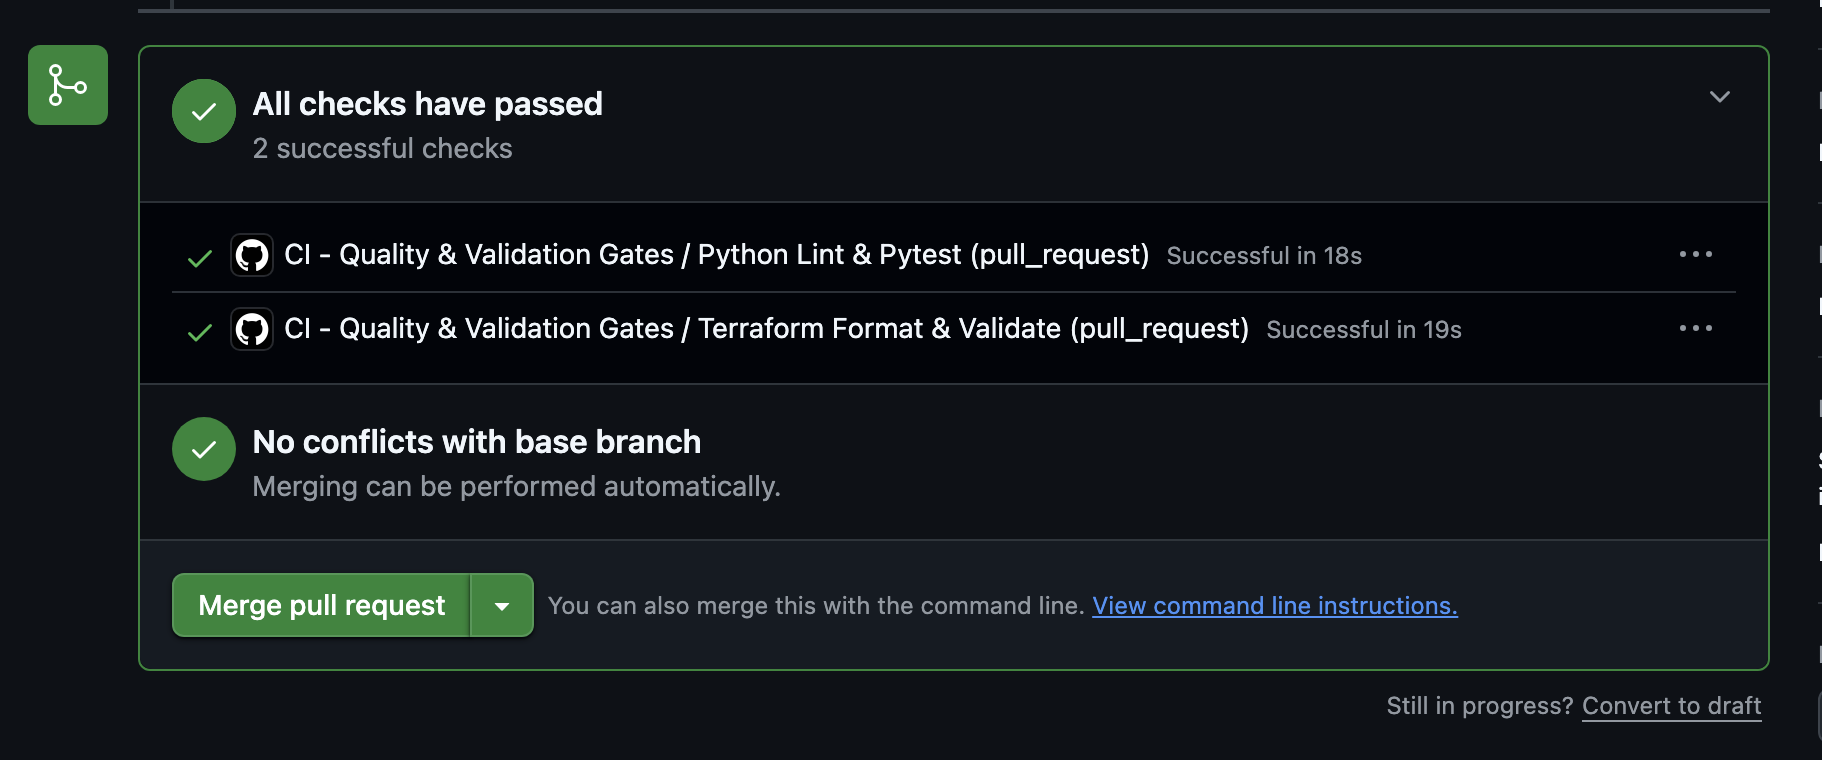 All checks have passed
2 successful checks
CI - Quality & Validation Gates / Python Lint & Pytest (pull_request) Successful in 18s
CI - Quality & Validation Gates / Terraform Format & Validate (pull_request) Successful in 19s
No conflicts with base branch
Merging can be performed automatically.
Merge pull request You can also merge this with the command line. View command line instructions.
Still in progress? Convert to draft